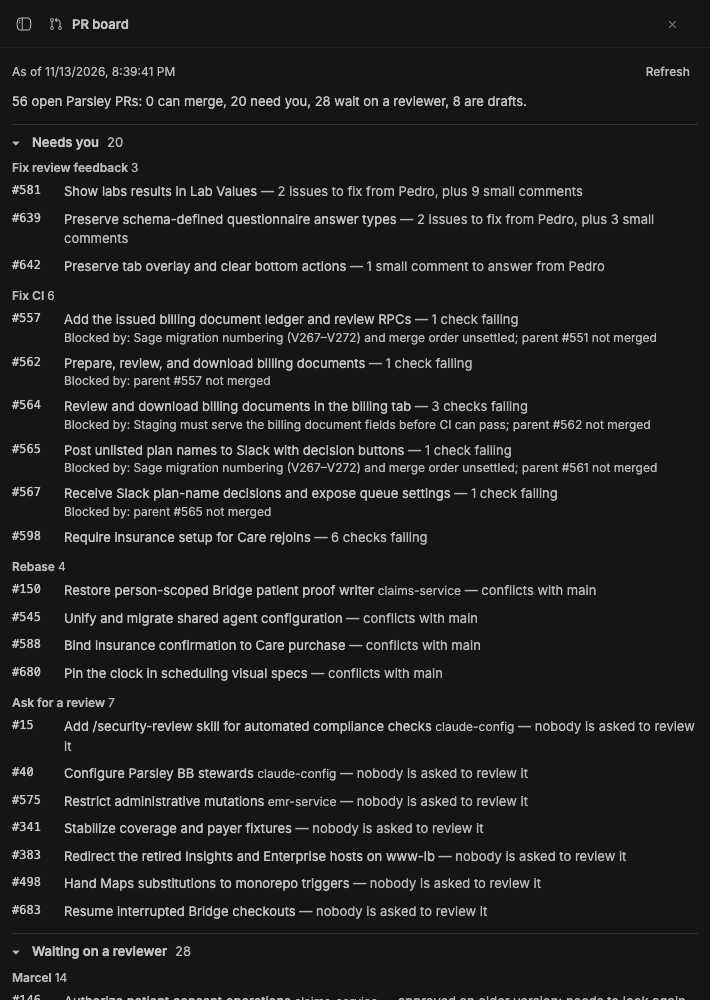 PR board
As of 11/13/2026, 8:39:41 PM
Refresh
56 open Parsley PRs: 0 can merge, 20 need you, 28 wait on a reviewer, 8 are drafts.
Needs you 20
Fix review feedback 3
#581 Show labs results in Lab Values — 2 issues to fix from Pedro, plus 9 small comments
#639 Preserve schema-defined questionnaire answer types — 2 issues to fix from Pedro, plus 3 small
comments
#642 Preserve tab overlay and clear bottom actions — 1 small comment to answer from Pedro
Fix CI 6
#557 Add the issued billing document ledger and review RPCs — 1 check failing
Blocked by: Sage migration numbering (V267–V272) and merge order unsettled; parent #551 not merged
#562 Prepare, review, and download billing documents — 1 check failing
Blocked by: parent #557 not merged
#564 Review and download billing documents in the billing tab — 3 checks failing
Blocked by: Staging must serve the billing document fields before CI can pass; parent #562 not merged
#565 Post unlisted plan names to Slack with decision buttons — 1 check failing
Blocked by: Sage migration numbering (V267–V272) and merge order unsettled; parent #561 not merged
#567 Receive Slack plan-name decisions and expose queue settings — 1 check failing
Blocked by: parent #565 not merged
#598 Require insurance setup for Care rejoins — 6 checks failing
Rebase 4
#150 Restore person-scoped Bridge patient proof writer claims-service — conflicts with main
#545 Unify and migrate shared agent configuration — conflicts with main
#588 Bind insurance confirmation to Care purchase — conflicts with main
#680 Pin the clock in scheduling visual specs — conflicts with main
Ask for a review 7
#15 Add /security-review skill for automated compliance checks claude-config — nobody is asked to review
it
#40 Configure Parsley BB stewards claude-config — nobody is asked to review it
#575 Restrict administrative mutations emr-service — nobody is asked to review it
#341 Stabilize coverage and payer fixtures — nobody is asked to review it
#383 Redirect the retired Insights and Enterprise hosts on www-lb — nobody is asked to review it
#498 Hand Maps substitutions to monorepo triggers — nobody is asked to review it
#683 Resume interrupted Bridge checkouts — nobody is asked to review it
Waiting on a reviewer 28
Marcel 14
#146 Authorize patient consent operations claims-service — approved an older version; needs to look again